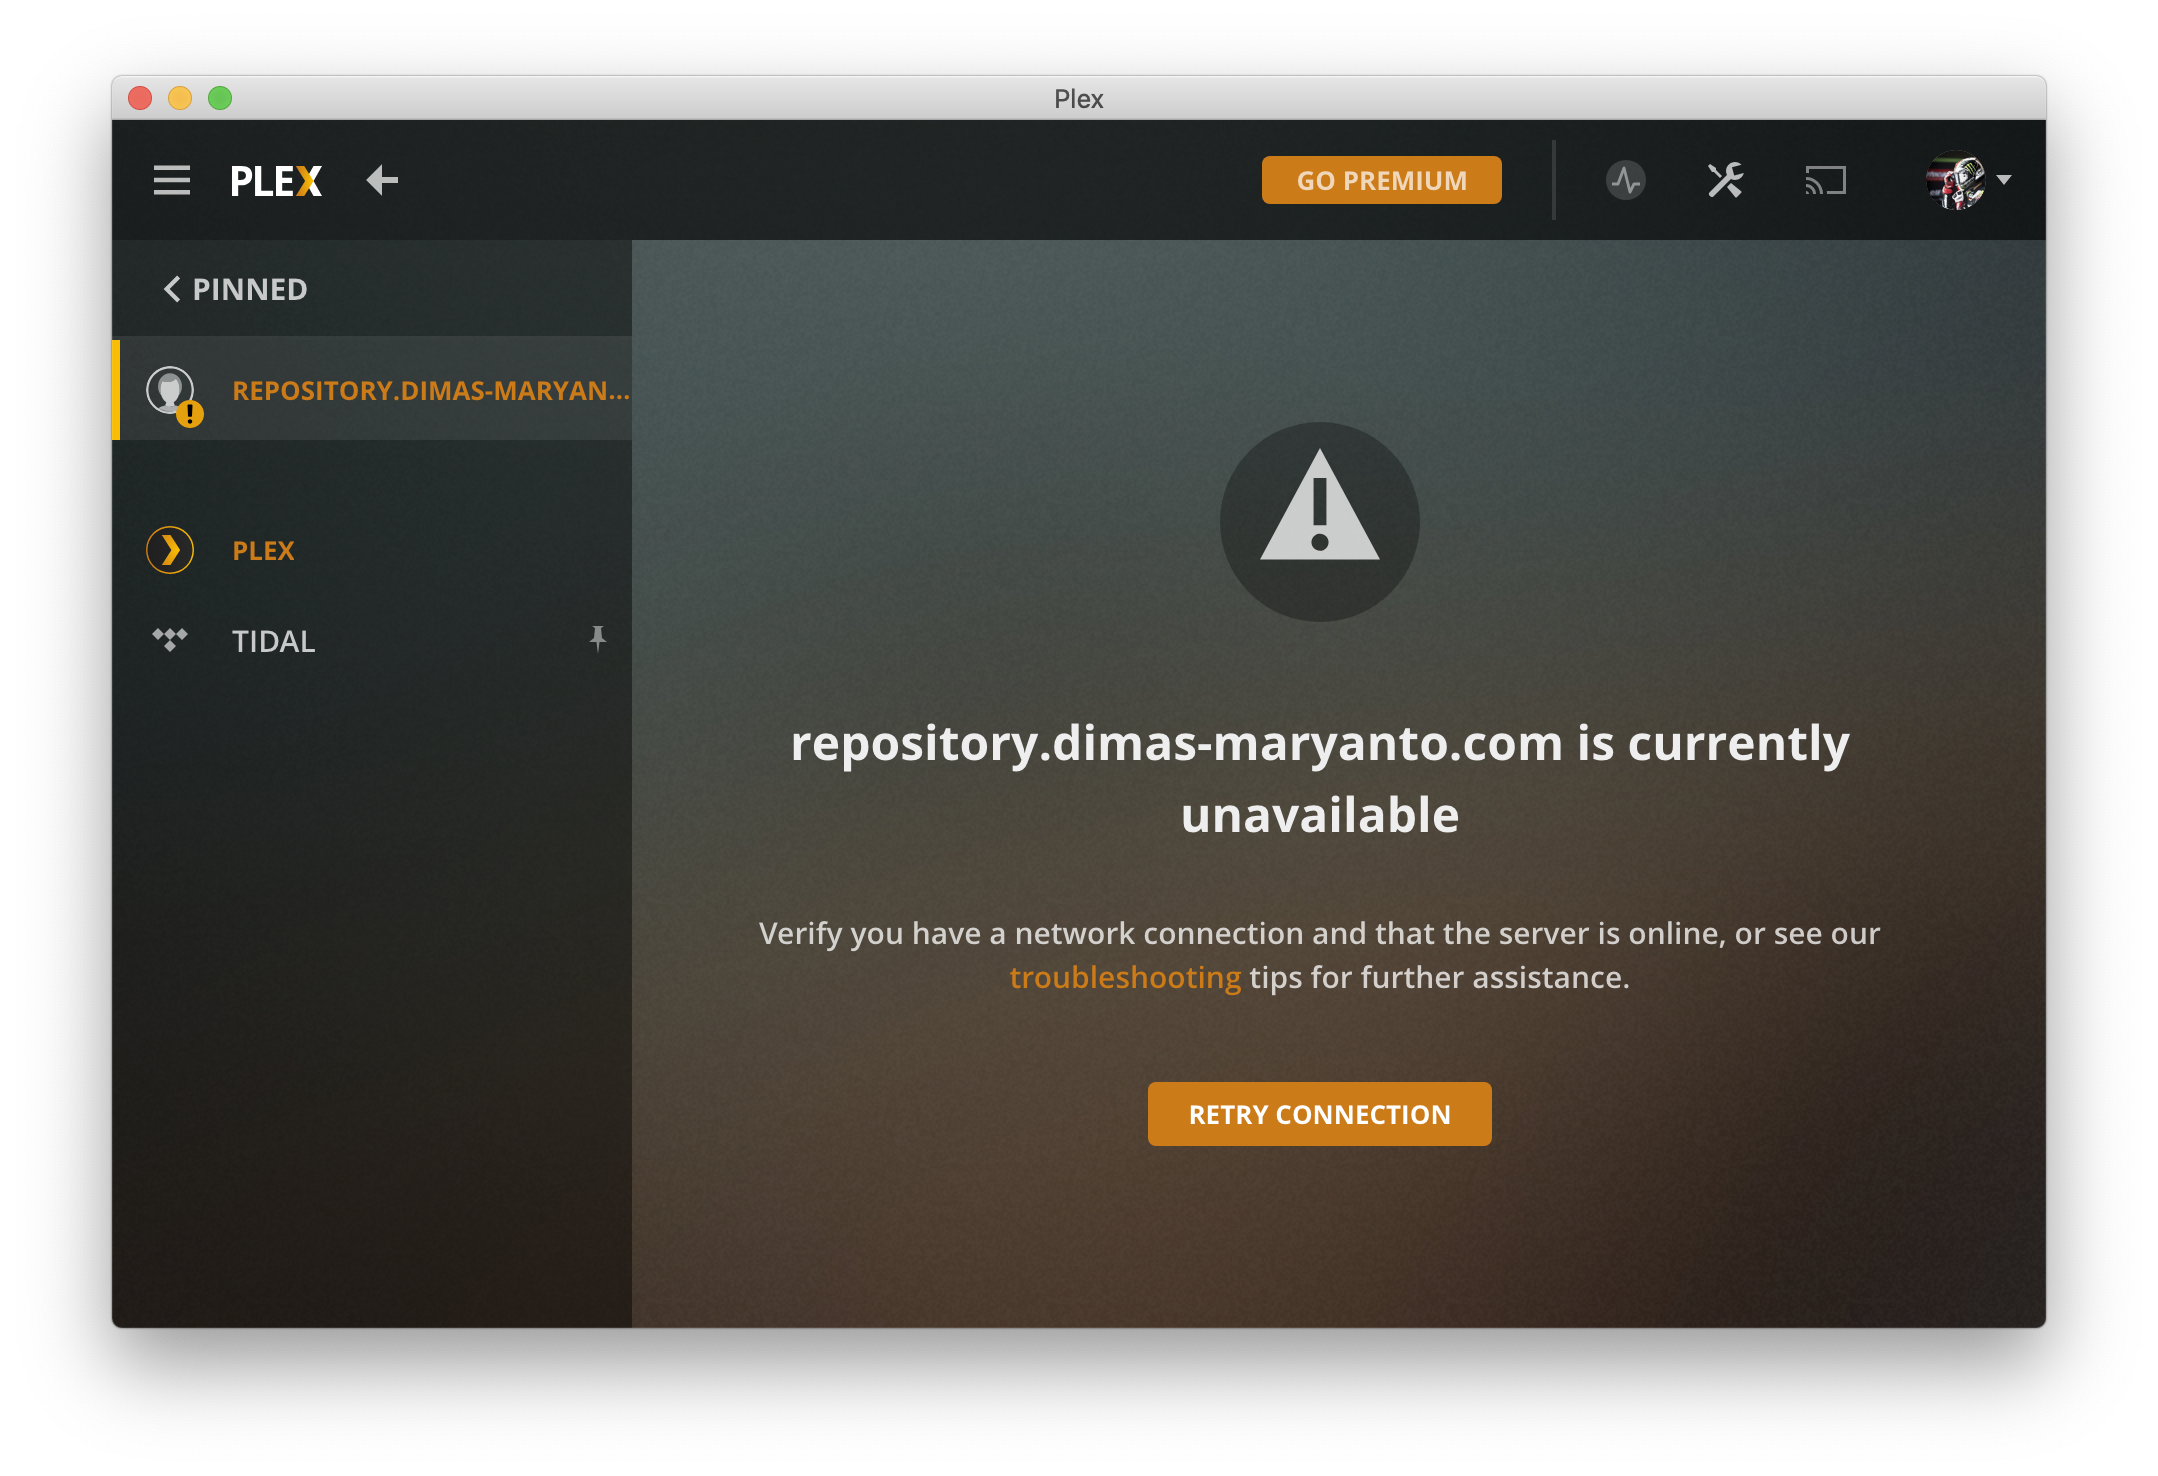 Plex
PLEX
GO PREMIUM
PINNED
REPOSITORY.DIMAS-MARYAN...
PLEX
TIDAL
repository.dimas-maryanto.com is currently
unavailable
Verify you have a network connection and that the server is online, or see our
troubleshooting tips for further assistance.
RETRY CONNECTION